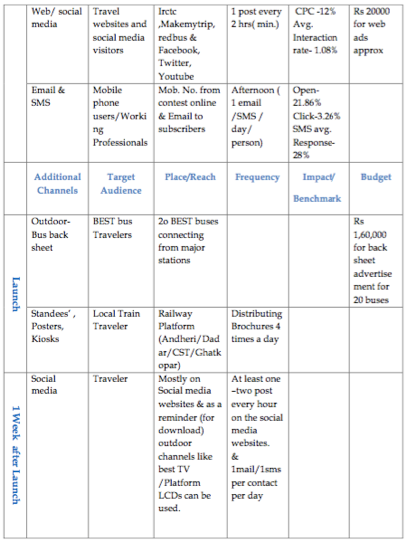 Web/ social media
Travel websites and social media visitors
Irctc ,Makemytrip, redbus & Facebook, Twitter, Youtube
1 post every 2 hrs( min.)
CPC -12% Avg. Interaction rate- 1.08%
Rs 20000 for web ads approx
Email & SMS
Mobile phone users/Worki ng Professionals
Mob. No. from contest online & Email to subscribers
Afternoon ( 1 email /SMS / day/ person)
Open- 21.86% Click-3.26% SMS avg. Response- 28%
Additional Channels
Target Audience
Place/Reach
Frequency
Impact/ Benchmark
Budget
Launch
Outdoor- Bus back sheet
BEST bus Travelers
2o BEST buses connecting from major stations
Rs 1,60,000 for back sheet advertise ment for 20 buses
Standees' , Posters, Kiosks
Local Train Traveler
Railway Platform (Andheri/Dad ar/CST/Ghatk opar)
Distributing Brochures 4 times a day
1 Week after Launch
Social media
Traveler
Mostly on Social media websites & as a reminder (for download) outdoor channels like best TV /Platform LCDs can be used.
At least one –two post every hour on the social media websites. & 1mail/1sms per contact per day